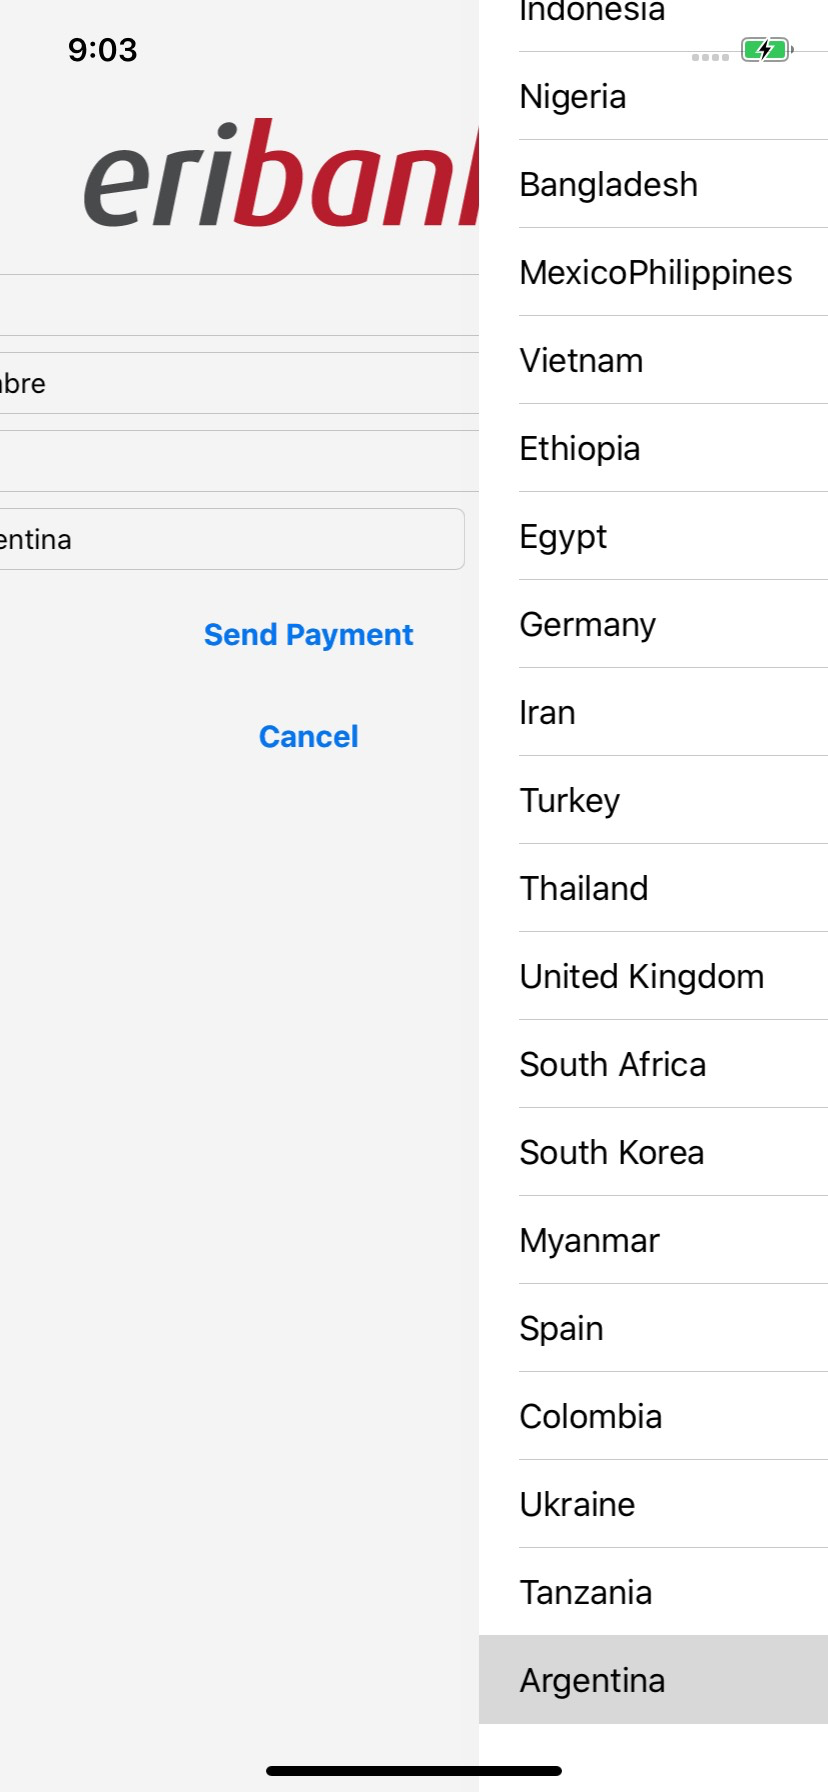 9:03
eribank
bre
entina
Send Payment
Cancel
Indonesia
Nigeria
Bangladesh
MexicoPhilippines
Vietnam
Ethiopia
Egypt
Germany
Iran
Turkey
Thailand
United Kingdom
South Africa
South Korea
Myanmar
Spain
Colombia
Ukraine
Tanzania
Argentina